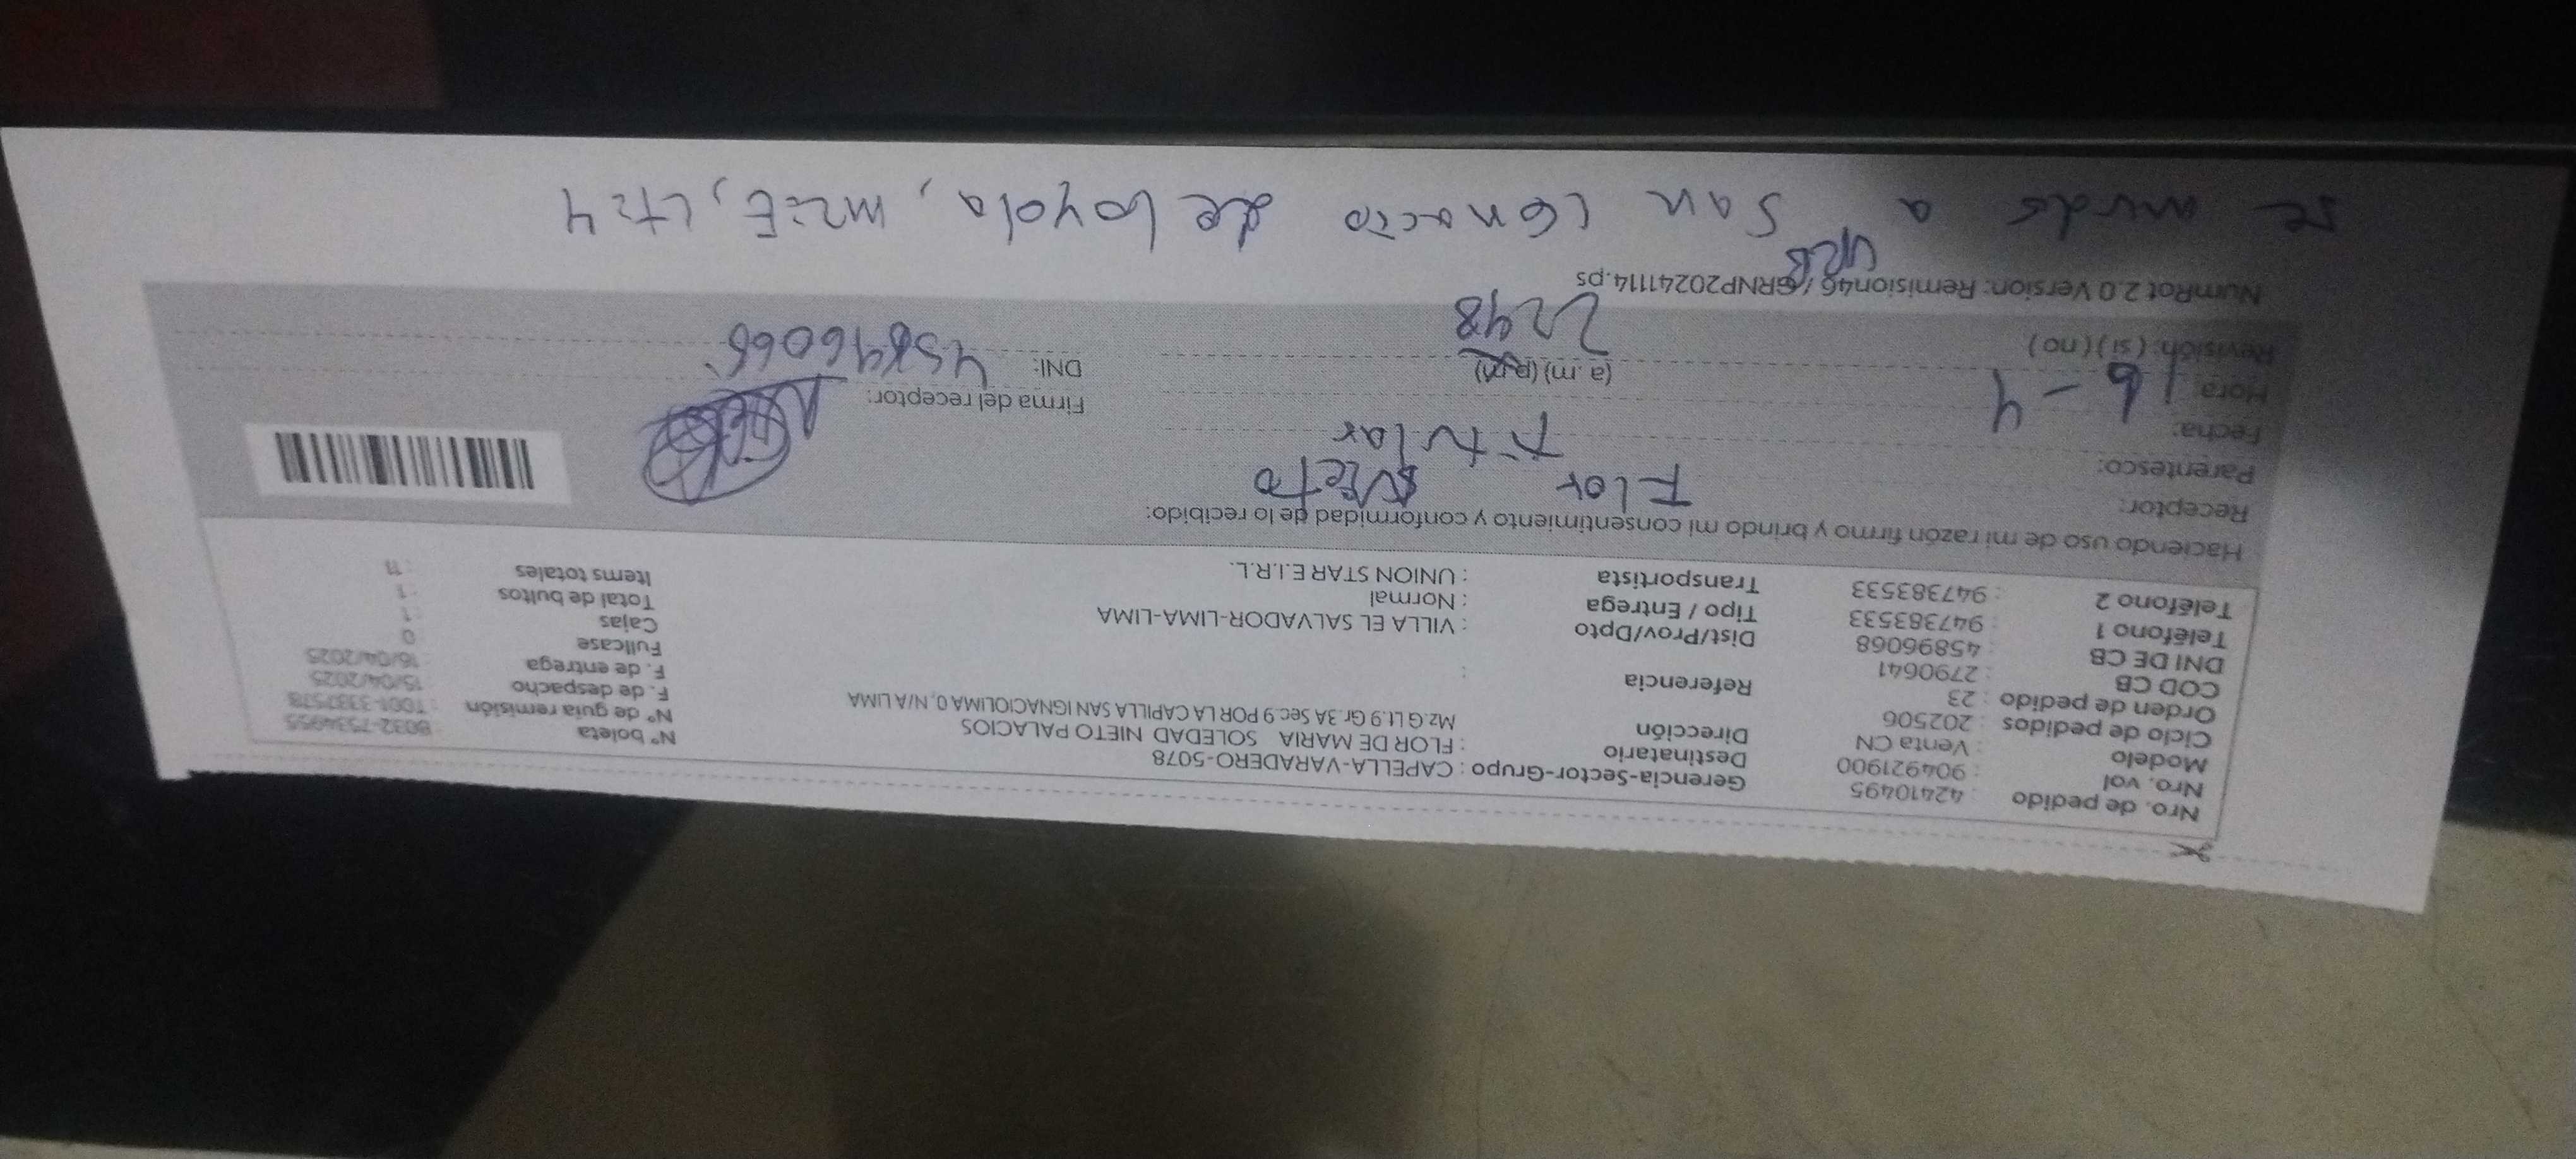 Nro. de pedido : 42410495
Nro. vol : 904921900
Modelo : Venta CN
Ciclo de pedidos : 202506
Orden de pedido : 23
COD CB : 2790641
DNI DE CB : 45896068
Teléfono 1 : 947383533
Teléfono 2 : 947383533
Gerencia-Sector-Grupo : CAPELLA-VARADERO-5078
Destinatario : FLOR DE MARIA SOLEDAD NIETO PALACIOS
Dirección Mz.G Lt.9 Gr.3A Sec.9 POR LA CAPILLA SAN IGNACIOLIMA 0, N/A LIMA
Referencia :
Dist/Prov/Dpto : VILLA EL SALVADOR-LIMA-LIMA
Tipo / Entrega : Normal
Transportista : UNION STAR E.I.R.L.
N° boleta : B032-7534955
N° de guia remisión : T001-3387578
F. de despacho : 15/04/2025
F. de entrega : 16/04/2025
Fullcase 0
Cajas : 1
Total de bultos : 1
Items totales : 11
Haciendo uso de mi razón firmo y brindo mi consentimiento y conformidad de lo recibido:
Receptor: Flor Nieto
Parentesco: Titular
Fecha: 16-4
Hora: (a.m) (p.m)
2248
Revisión: (si) (no)
Firma del receptor:
DNI: 45896068
NumRot 2.0 Version: Remision46 / GRNP20241114.ps
URB
se mudo a San Ignacio de Loyola, mz=E, Lt=4